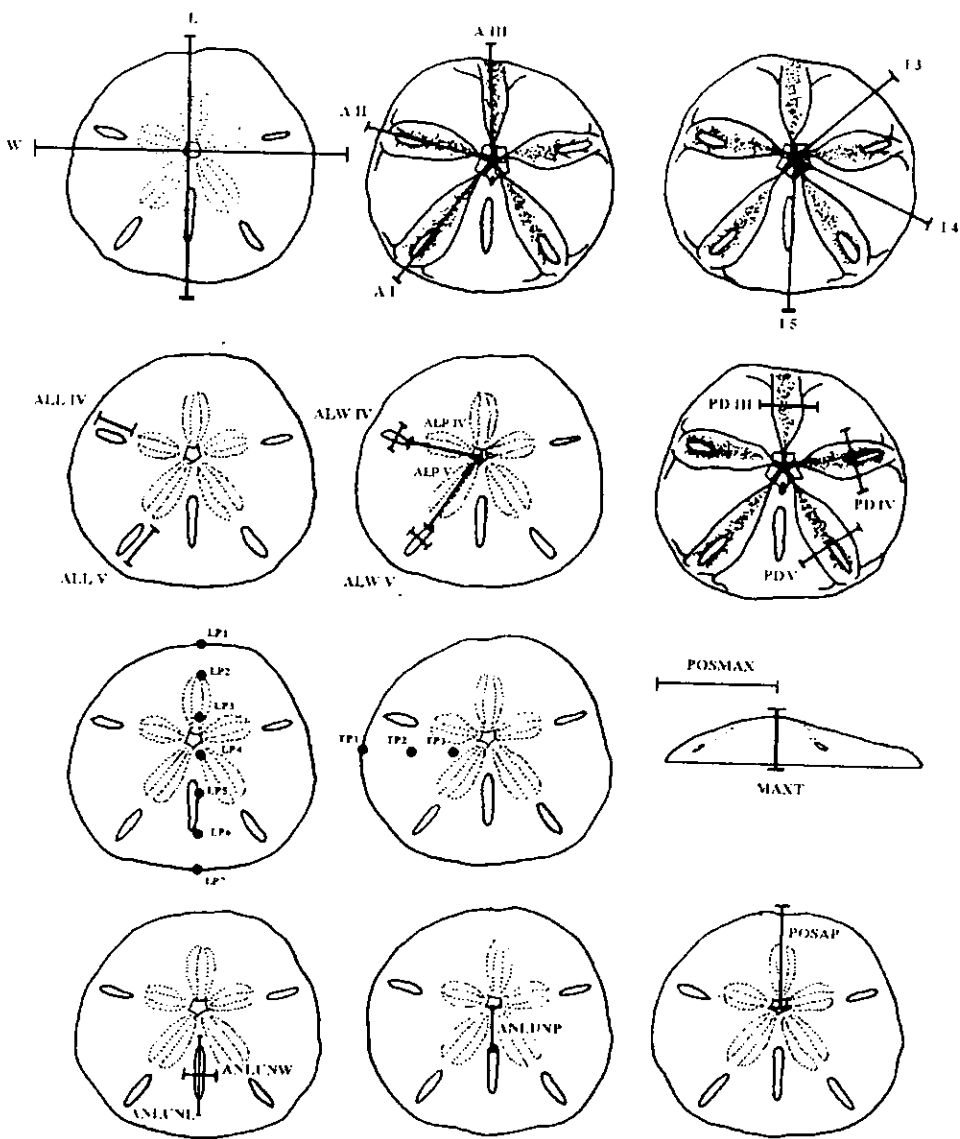 L
W
A III
A II
A I
I 3
I 4
I 5
ALL IV
ALL V
ALW IV
ALP IV
ALP V
ALW V
PD III
PD IV
PD V
LP1
LP2
LP3
LP4
LP5
LP6
LP7
TP1 TP2 TP3
POSMAX
MAXT
ANLUNW
ANLUNL
ANLUNP
POSAP